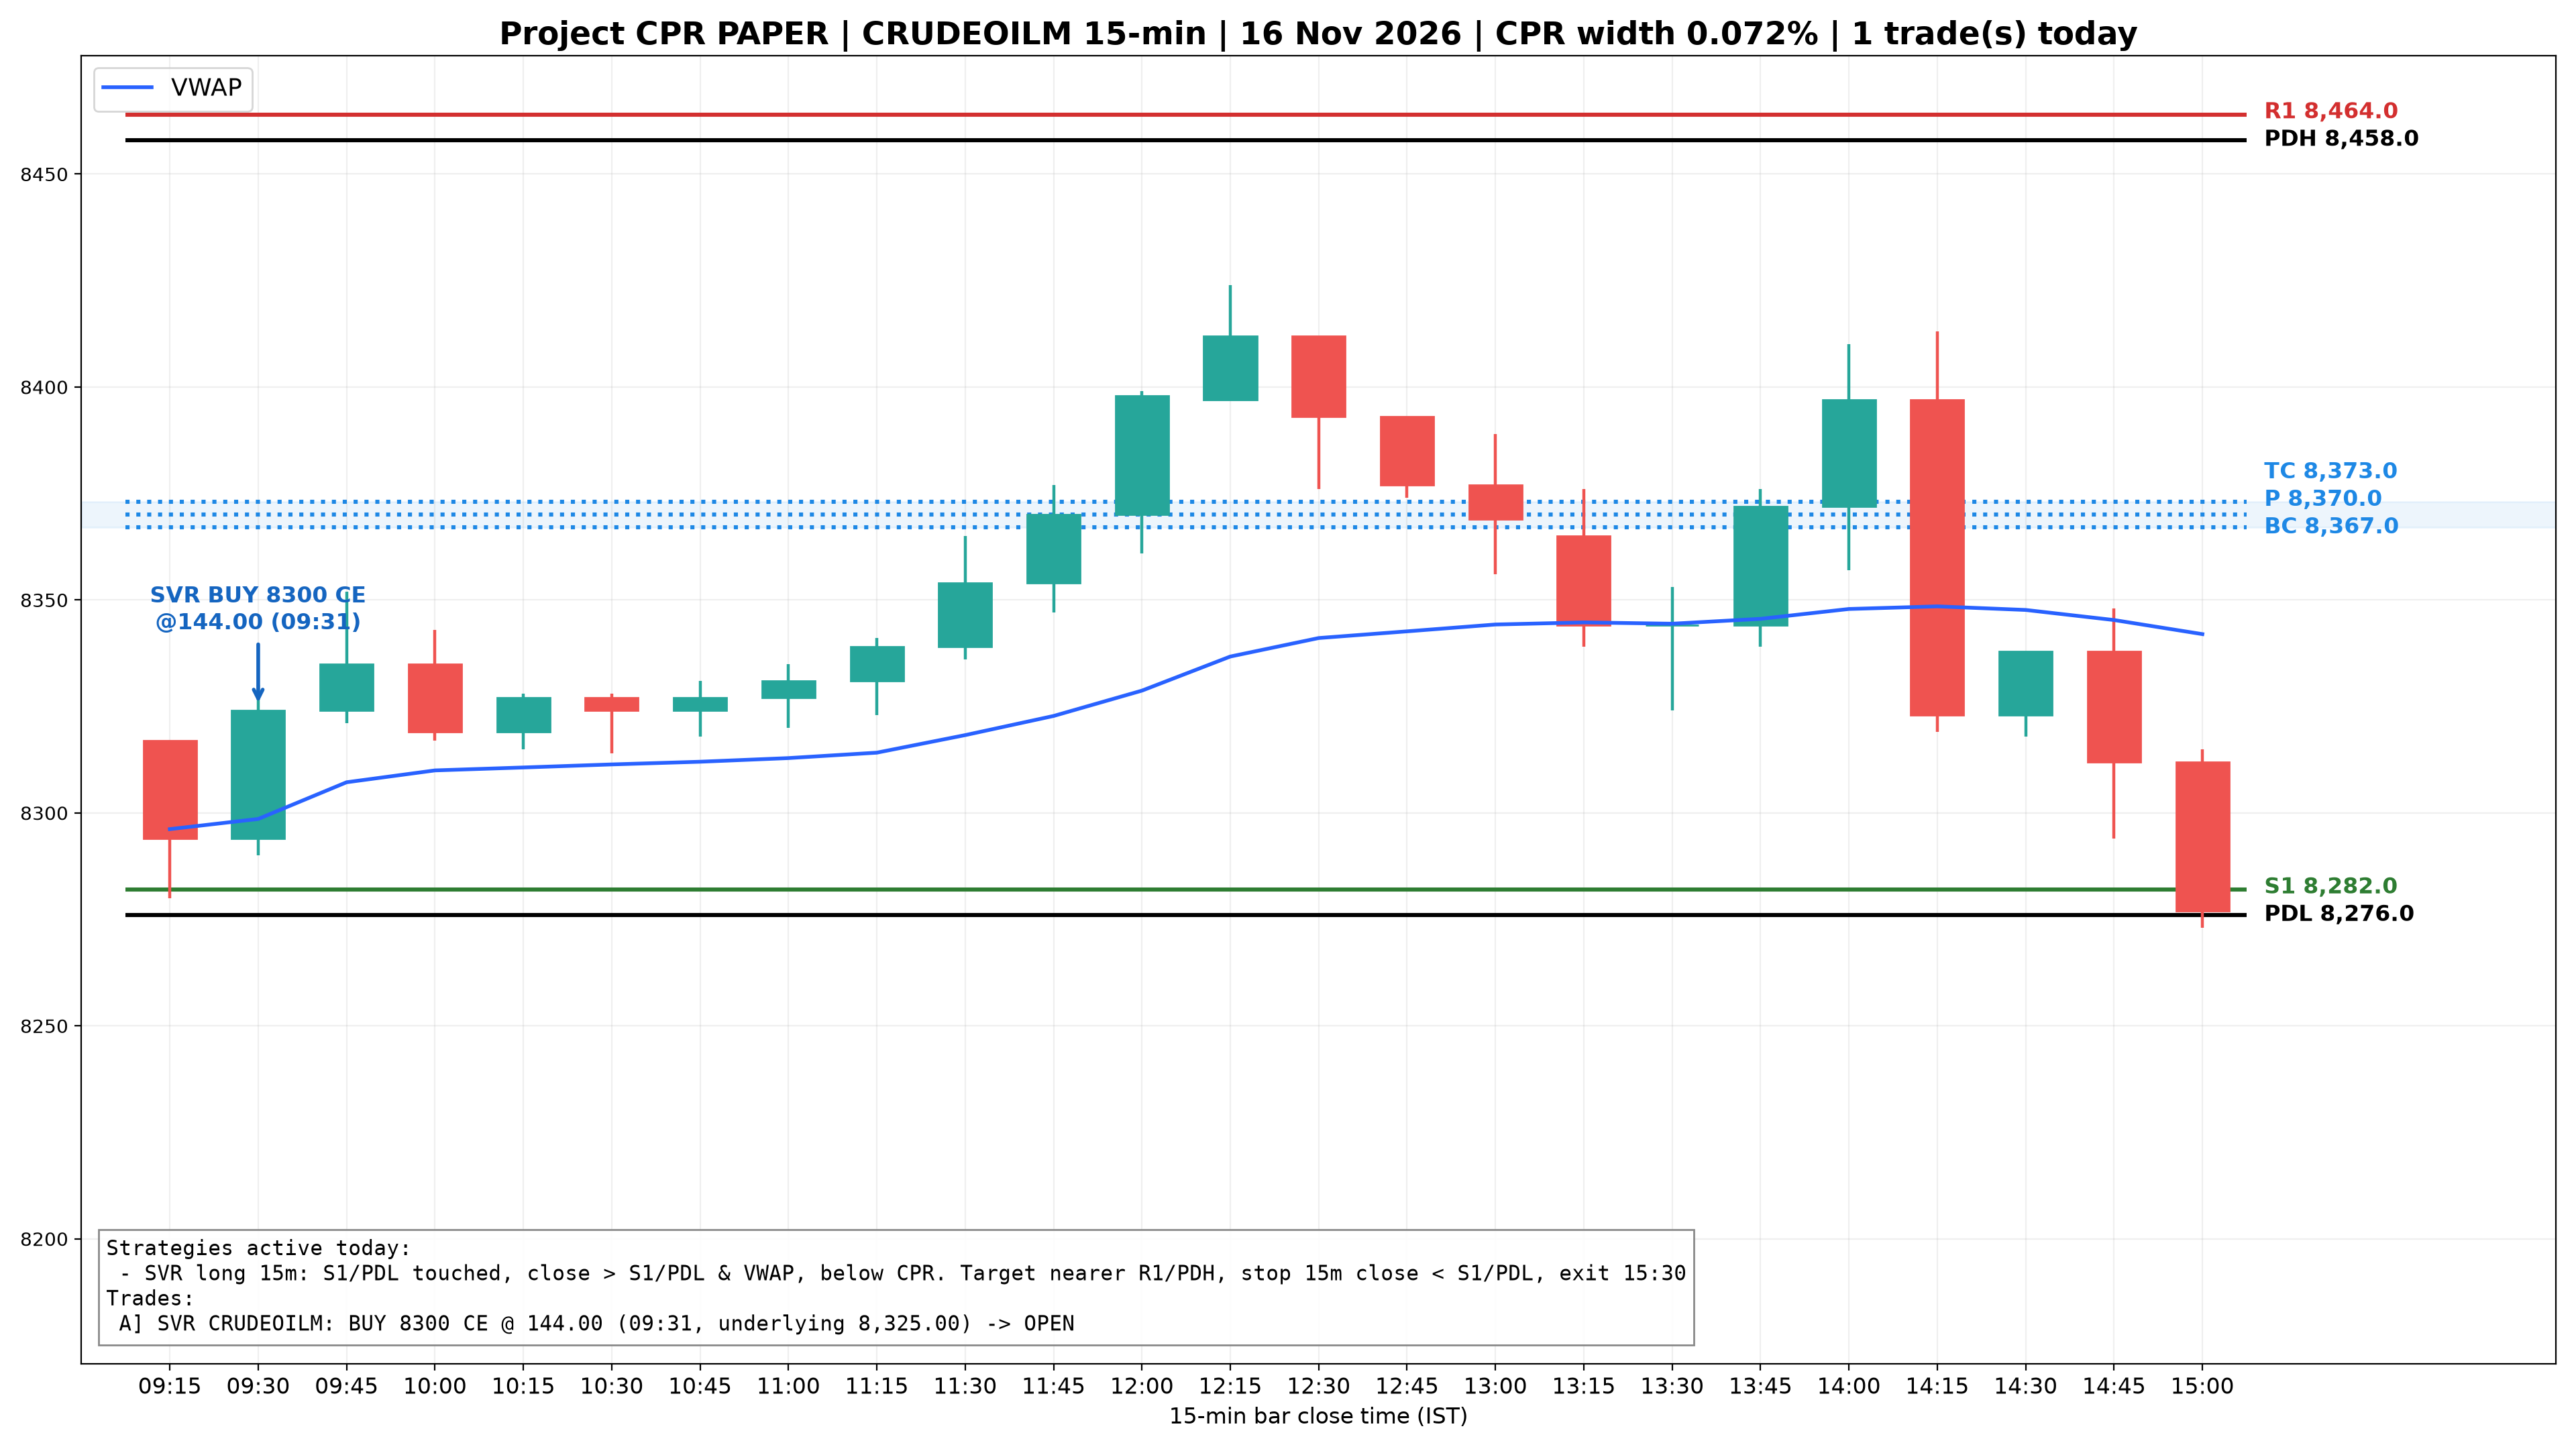 Project CPR PAPER | CRUDEOILM 15-min | 16 Nov 2026 | CPR width 0.072% | 1 trade(s) today
VWAP
R1 8,464.0
PDH 8,458.0
8450
8400
TC 8,373.0
P 8,370.0
BC 8,367.0
8350
SVR BUY 8300 CE
@144.00 (09:31)
8300
S1 8,282.0
PDL 8,276.0
8250
8200
Strategies active today:
- SVR long 15m: S1/PDL touched, close > S1/PDL & VWAP, below CPR. Target nearer R1/PDH, stop 15m close < S1/PDL, exit 15:30
Trades:
A] SVR CRUDEOILM: BUY 8300 CE @ 144.00 (09:31, underlying 8,325.00) -> OPEN
09:15 09:30 09:45 10:00 10:15 10:30 10:45 11:00 11:15 11:30 11:45 12:00 12:15 12:30 12:45 13:00 13:15 13:30 13:45 14:00 14:15 14:30 14:45 15:00
15-min bar close time (IST)